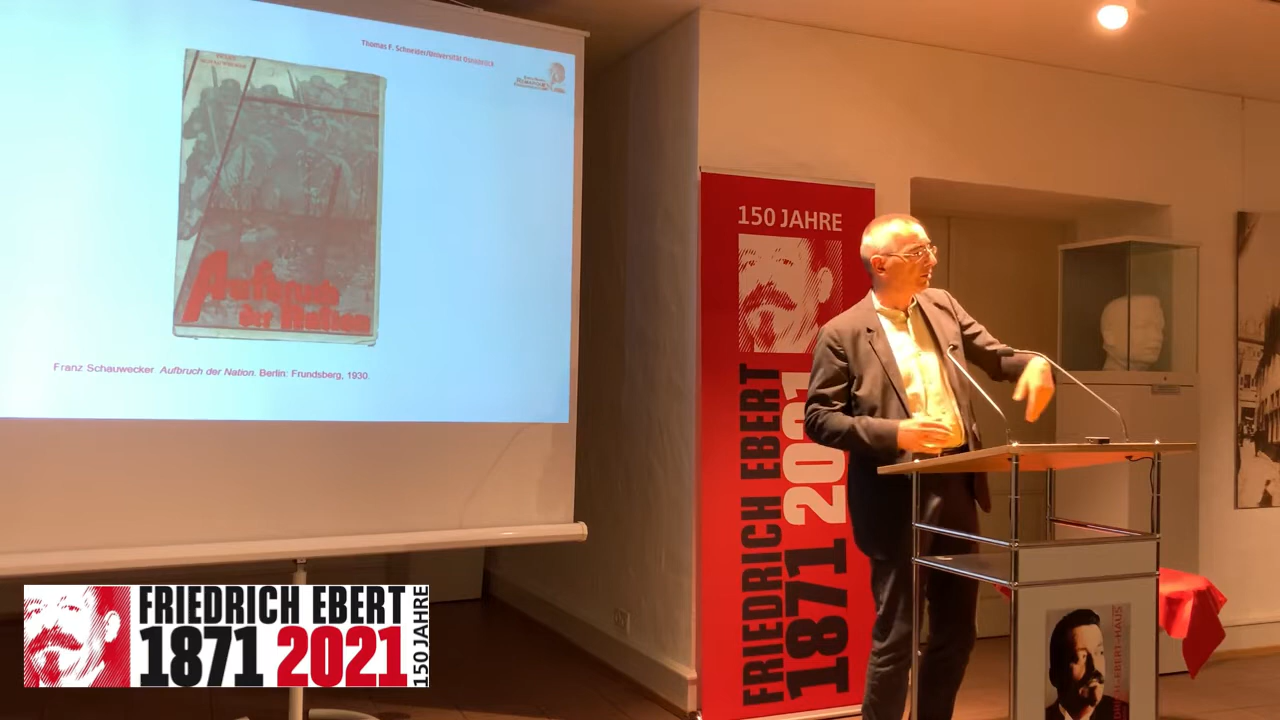 Thomas F. Schneider/Universität Osnabrück
Aufbruch
der Nation
Franz Schauwecker. Aufbruch der Nation. Berlin: Frundsberg, 1930.
150 JAHRE
FRIEDRICH EBERT
1871 2021
FRIEDRICH EBERT
1871 2021
150 JAHRE